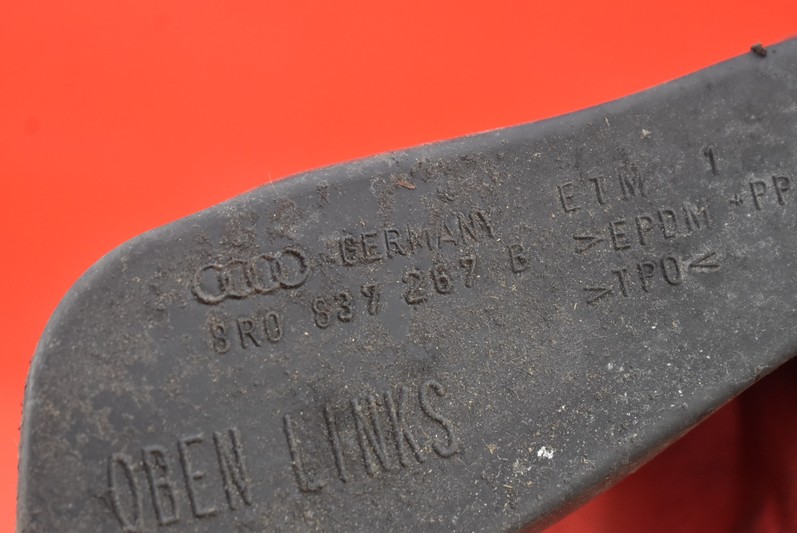 GERMANY ETM 1
8R0 837 267 B >EPDM +PP
>TPO<
OBEN LINKS